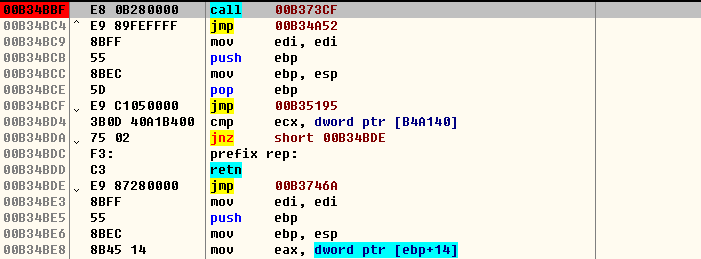 00B34BBF E8 0B280000 call 00B373CF
00B34BC4 ^ E9 89FEFFFF jmp 00B34A52
00B34BC9 8BFF mov edi, edi
00B34BCB 55 push ebp
00B34BCC 8BEC mov ebp, esp
00B34BCE 5D pop ebp
00B34BCF ˅ E9 C1050000 jmp 00B35195
00B34BD4 3B0D 40A1B400 cmp ecx, dword ptr [B4A140]
00B34BDA ˅ 75 02 jnz short 00B34BDE
00B34BDC F3: prefix rep:
00B34BDD C3 retn
00B34BDE ˅ E9 87280000 jmp 00B3746A
00B34BE3 8BFF mov edi, edi
00B34BE5 55 push ebp
00B34BE6 8BEC mov ebp, esp
00B34BE8 8B45 14 mov eax, dword ptr [ebp+14]